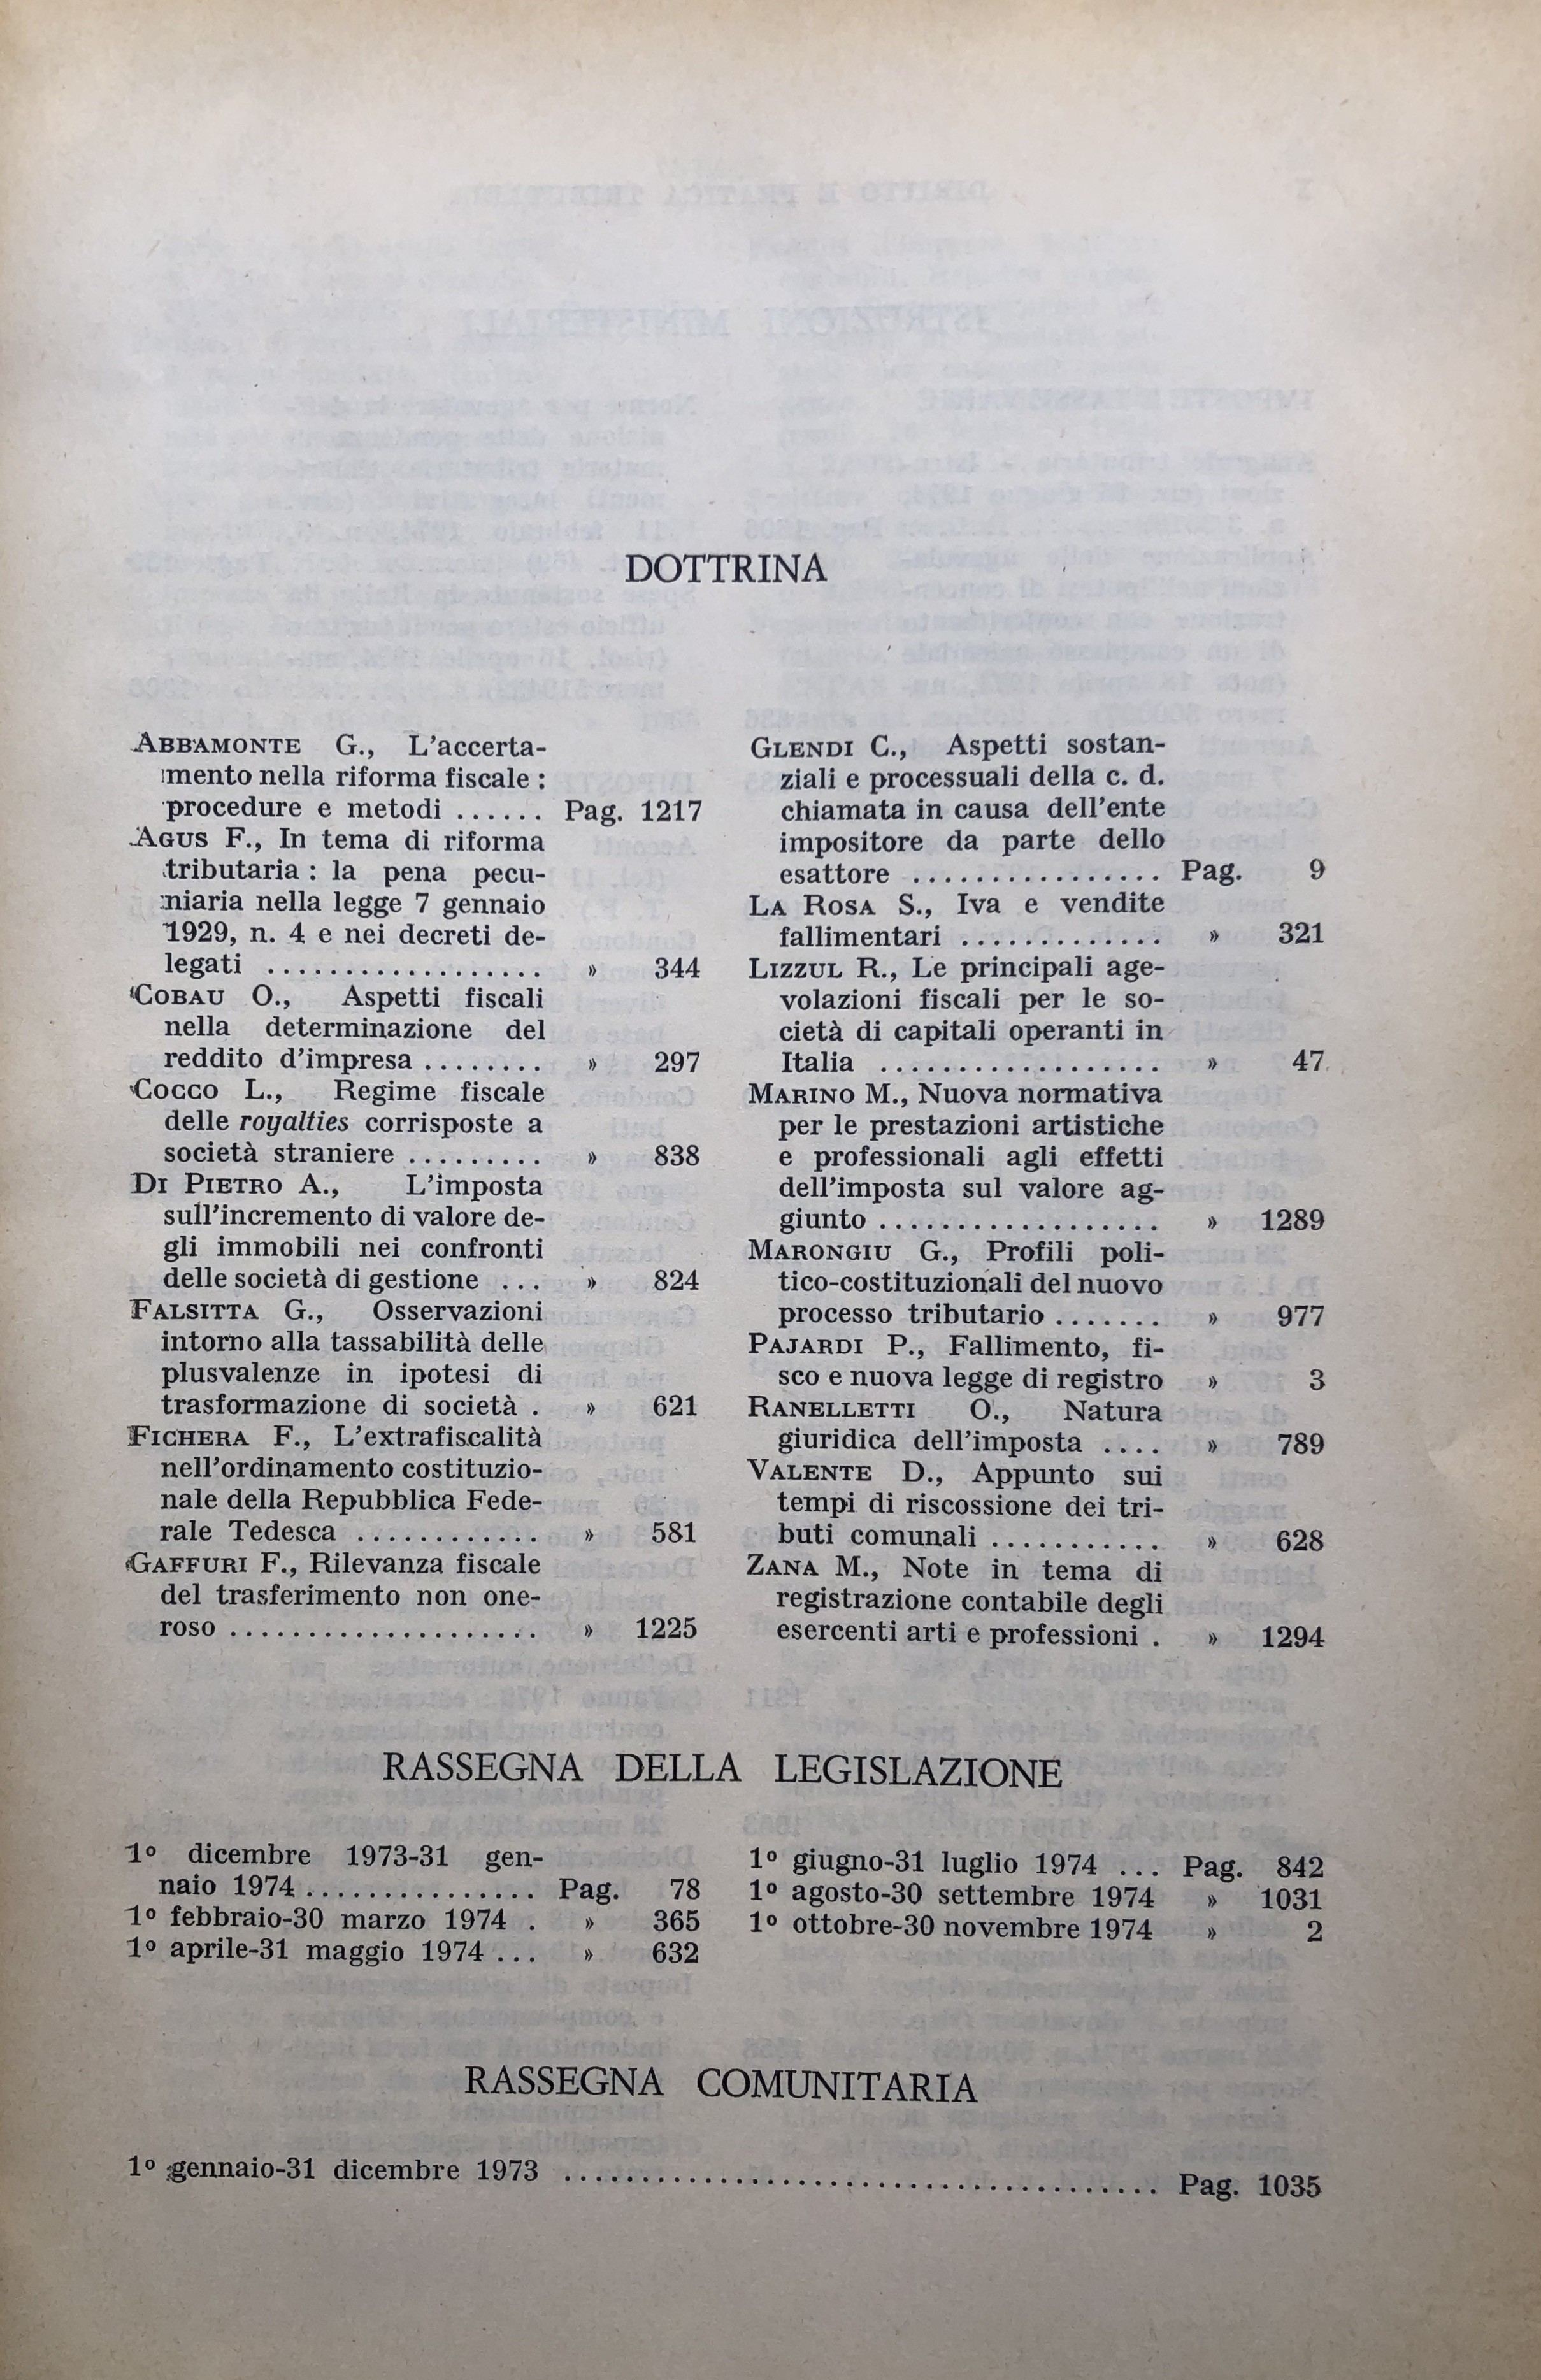 DOTTRINA
ABBAMONTE G., L'accerta-
mento nella riforma fiscale :
procedure e metodi ...... Pag. 1217
AGUS F., In tema di riforma
tributaria : la pena pecu-
niaria nella legge 7 gennaio
1929, n. 4 e nei decreti de-
legati .................. » 344
COBAU O., Aspetti fiscali
nella determinazione del
reddito d'impresa ........ » 297
COCCO L., Regime fiscale
delle royalties corrisposte a
società straniere ......... » 838
DI PIETRO A., L'imposta
sull'incremento di valore de-
gli immobili nei confronti
delle società di gestione ... » 824
FALSITTA G., Osservazioni
intorno alla tassabilità delle
plusvalenze in ipotesi di
trasformazione di società . » 621
FICHERA F., L'extrafiscalità
nell'ordinamento costituzio-
nale della Repubblica Fede-
rale Tedesca ............ » 581
GAFFURI F., Rilevanza fiscale
del trasferimento non one-
roso .................... » 1225
GLENDI C., Aspetti sostan-
ziali e processuali della c. d.
chiamata in causa dell'ente
impositore da parte dello
esattore ................ Pag. 9
LA ROSA S., Iva e vendite
fallimentari ............. » 321
LIZZUL R., Le principali age-
volazioni fiscali per le so-
cietà di capitali operanti in
Italia .................. » 47
MARINO M., Nuova normativa
per le prestazioni artistiche
e professionali agli effetti
dell'imposta sul valore ag-
giunto .................. » 1289
MARONGIU G., Profili poli-
tico-costituzionali del nuovo
processo tributario ....... » 977
PAJARDI P., Fallimento, fi-
sco e nuova legge di registro » 3
RANELLETTI O., Natura
giuridica dell'imposta .... » 789
VALENTE D., Appunto sui
tempi di riscossione dei tri-
buti comunali ........... » 628
ZANA M., Note in tema di
registrazione contabile degli
esercenti arti e professioni . » 1294
RASSEGNA DELLA LEGISLAZIONE
1º dicembre 1973-31 gen-
naio 1974 ............... Pag. 78
1º febbraio-30 marzo 1974 . » 365
1º aprile-31 maggio 1974 ... » 632
1º giugno-31 luglio 1974 ... Pag. 842
1º agosto-30 settembre 1974 » 1031
1º ottobre-30 novembre 1974 » 2
RASSEGNA COMUNITARIA
1º gennaio-31 dicembre 1973 ....................................... Pag. 1035